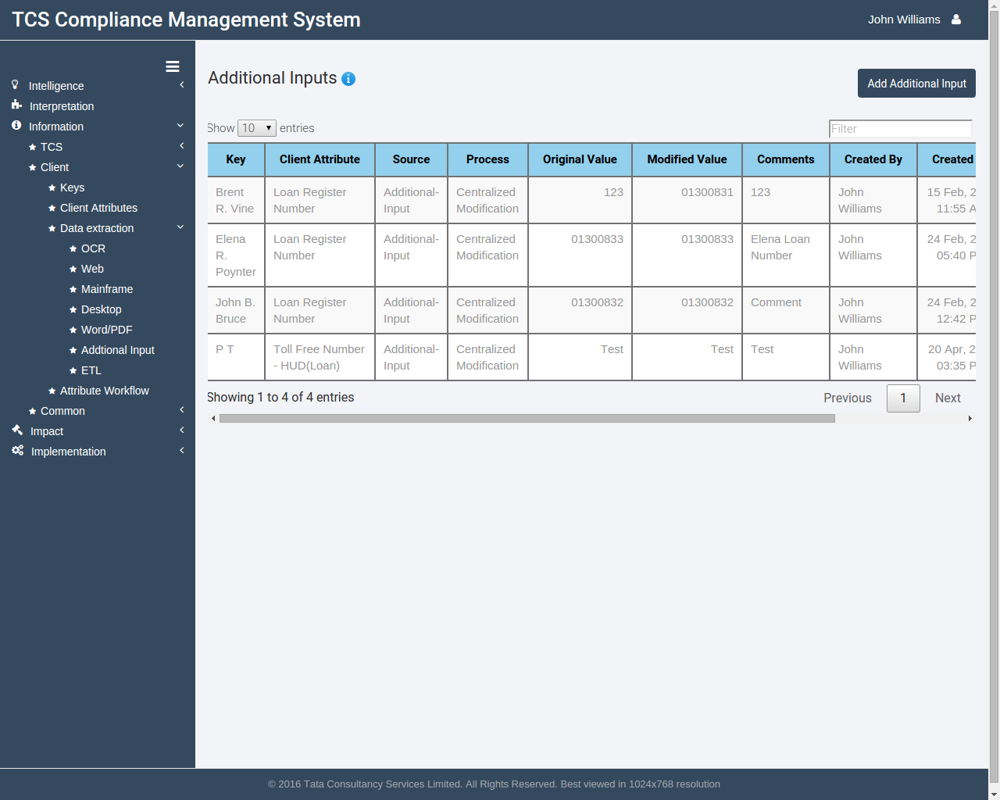 TCS Compliance Management System
John Williams
Intelligence
Interpretation
Information
TCS
Client
Keys
Client Attributes
Data extraction
OCR
Web
Mainframe
Desktop
Word/PDF
Addtional Input
ETL
Attribute Workflow
Common
Impact
Implementation
Additional Inputs
Add Additional Input
Show 10 entries
Filter
Key Client Attribute Source Process Original Value Modified Value Comments Created By Created
Brent Loan Register Additional- Centralized 123 01300831 123 John 15 Feb, 2
R. Vine Number Input Modification Williams 11:55 A
Elena Loan Register Additional- Centralized 01300833 01300833 Elena Loan John 24 Feb, 2
R. Number Input Modification Number Williams 05:40 P
Poynter
John B. Loan Register Additional- Centralized 01300832 01300832 Comment John 24 Feb, 2
Bruce Number Input Modification Williams 12:42 P
P T Toll Free Number Additional- Centralized Test Test Test John 20 Apr, 2
- HUD(Loan) Input Modification Williams 03:35 P
Showing 1 to 4 of 4 entries
Previous 1 Next
© 2016 Tata Consultancy Services Limited. All Rights Reserved. Best viewed in 1024x768 resolution